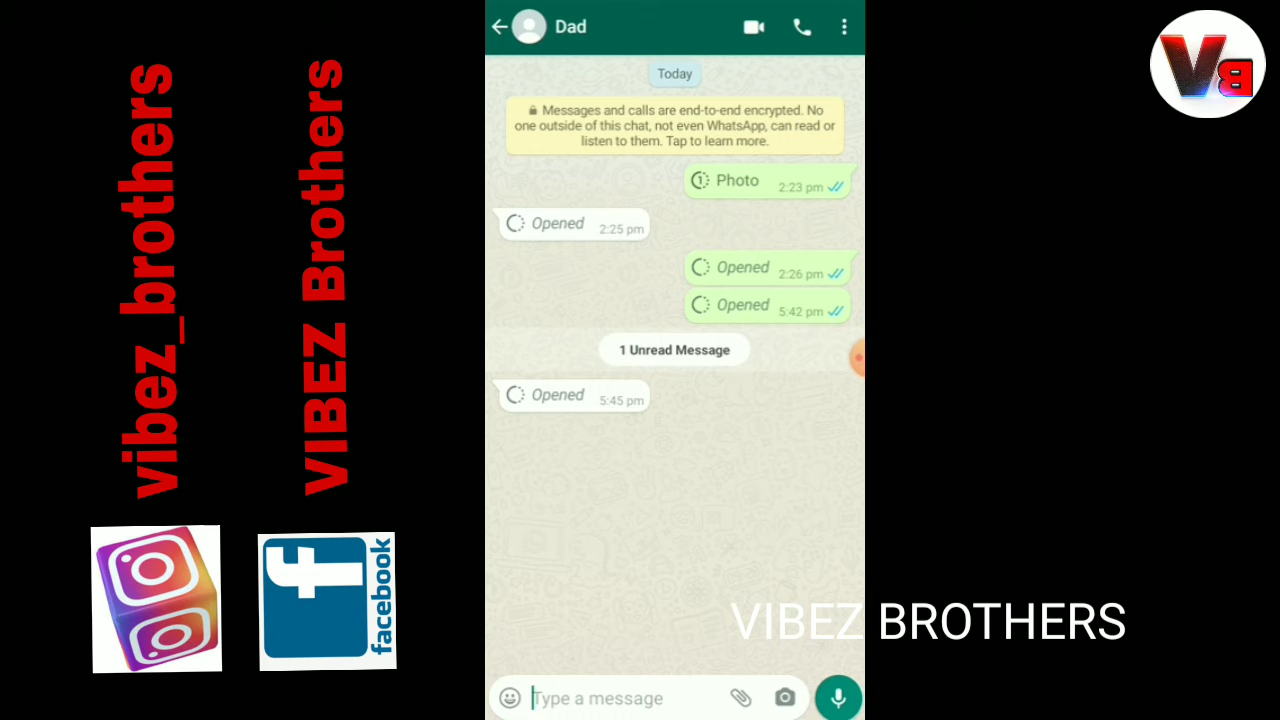 vibez_brothers
VIBEZ Brothers
facebook
Dad
Today
Messages and calls are end-to-end encrypted. No
one outside of this chat, not even WhatsApp, can read or
listen to them. Tap to learn more.
1 Photo 2:23 pm
Opened 2:25 pm
Opened 2:26 pm
Opened 5:42 pm
1 Unread Message
Opened 5:45 pm
Type a message
VB
VIBEZ BROTHERS